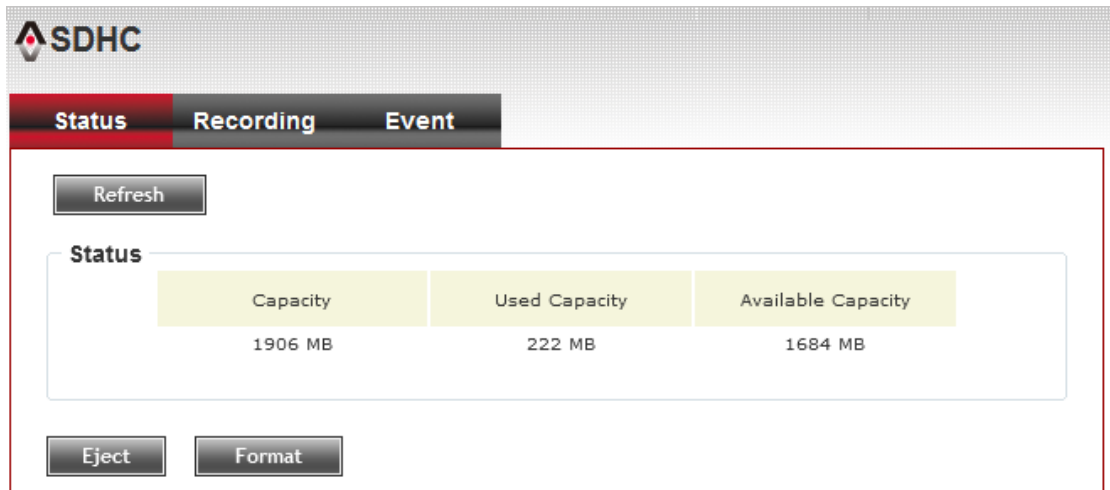 SDHC
Status Recording Event
Refresh
Status
Capacity Used Capacity Available Capacity
1906 MB 222 MB 1684 MB
Eject Format